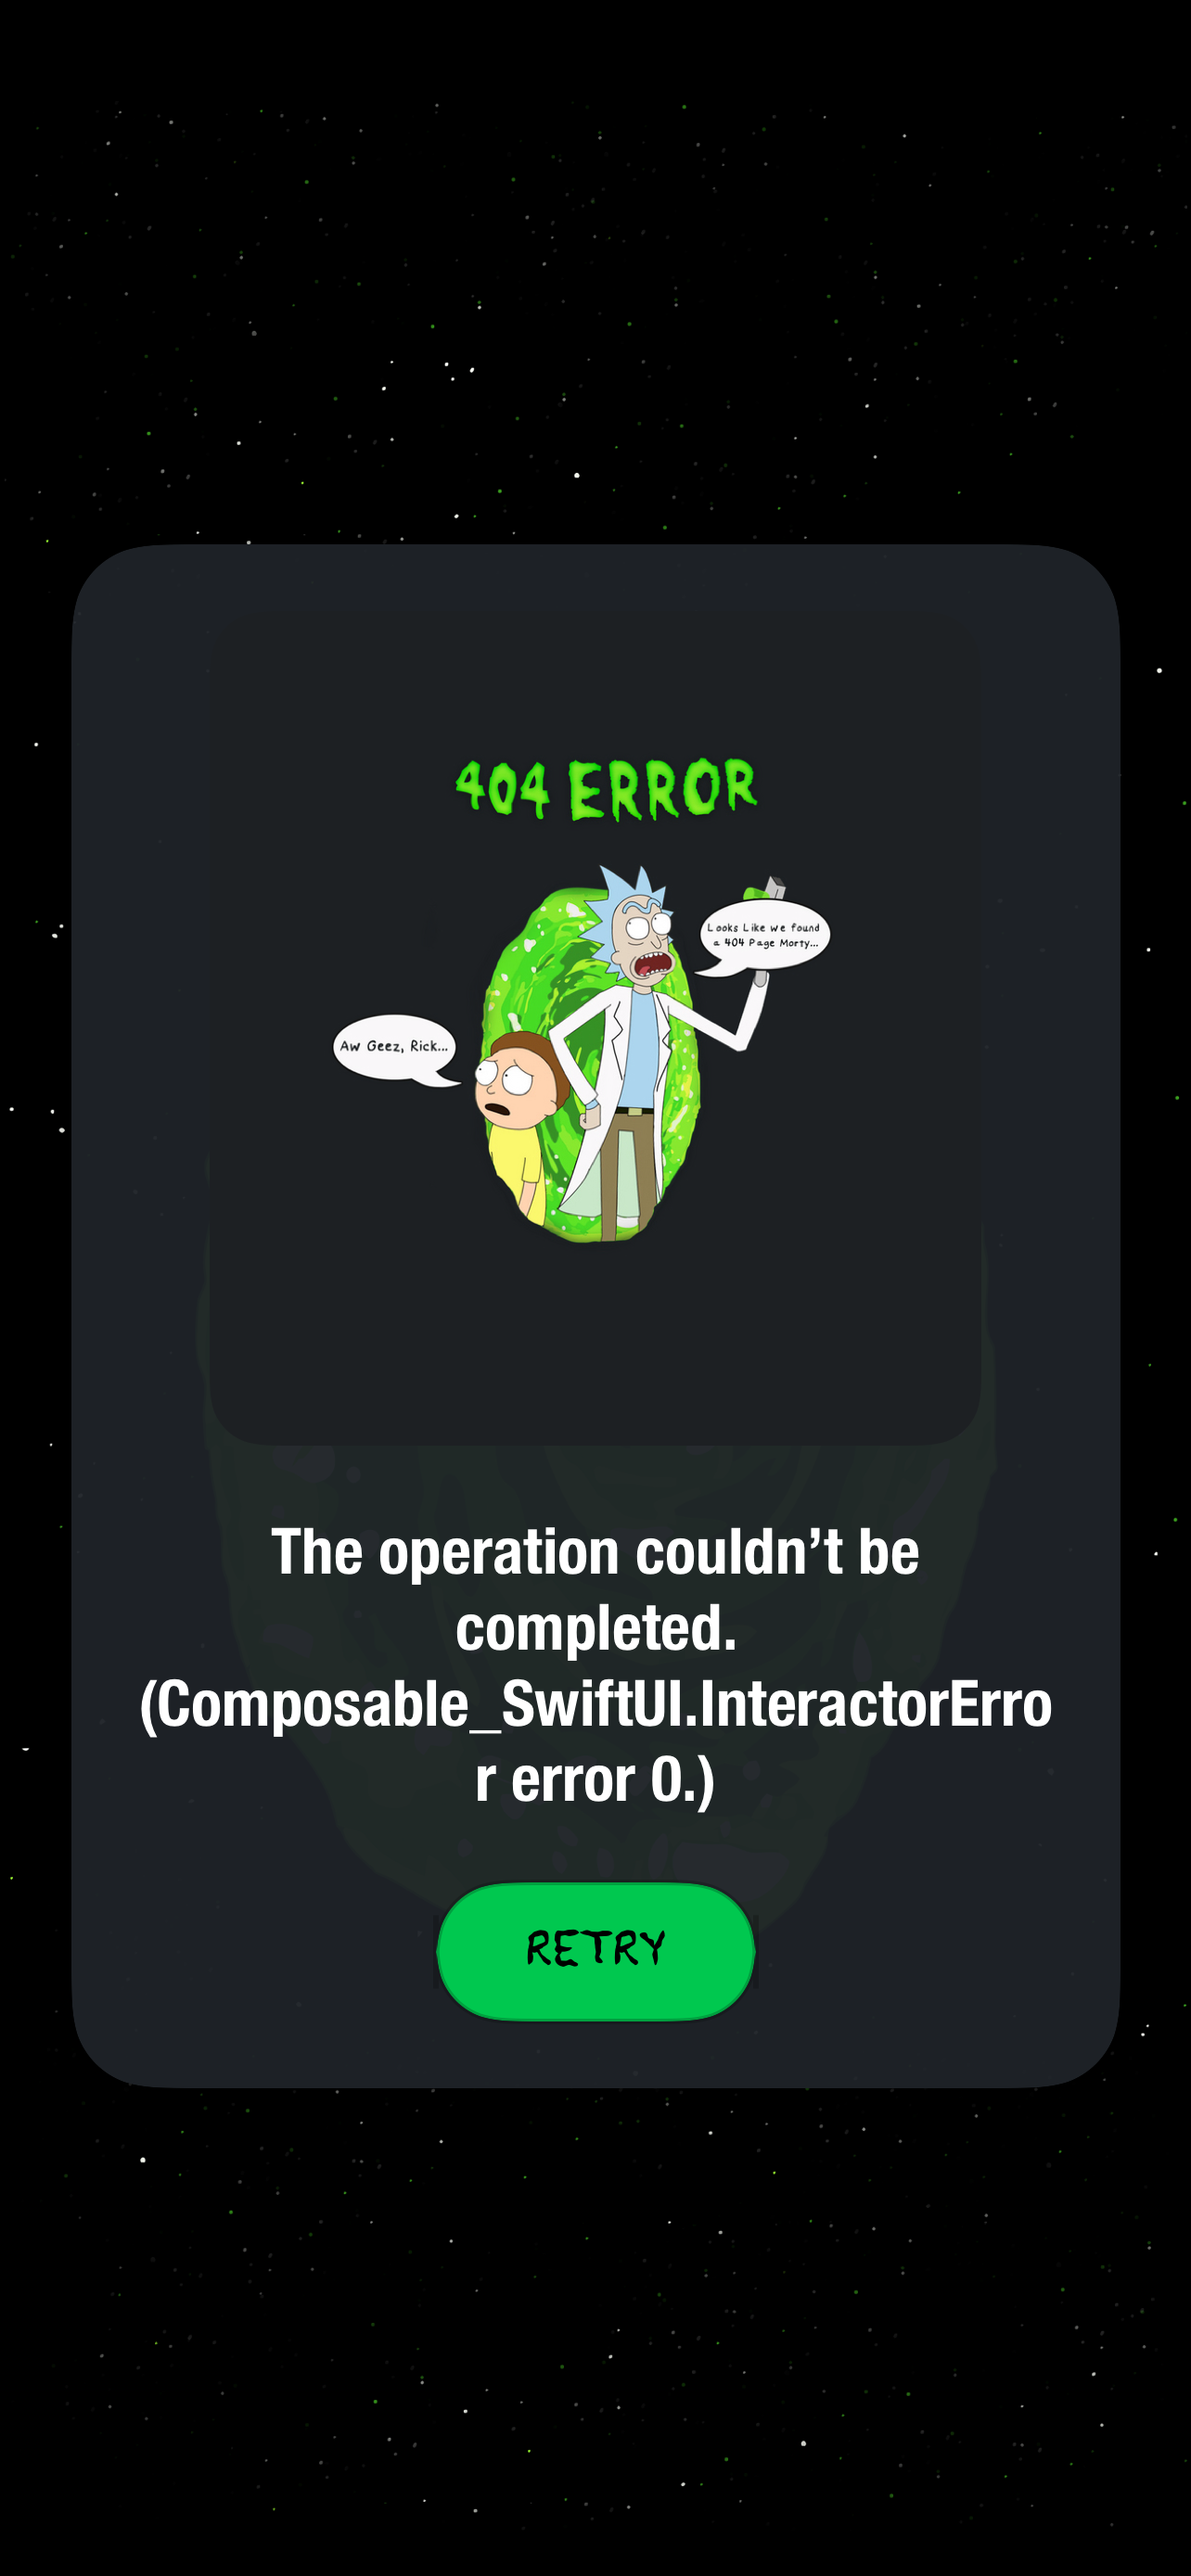 404 ERROR
Looks Like we found
a 404 Page Morty...
Aw Geez, Rick...
The operation couldn’t be
completed.
(Composable_SwiftUI.InteractorErro
r error 0.)
RETRY